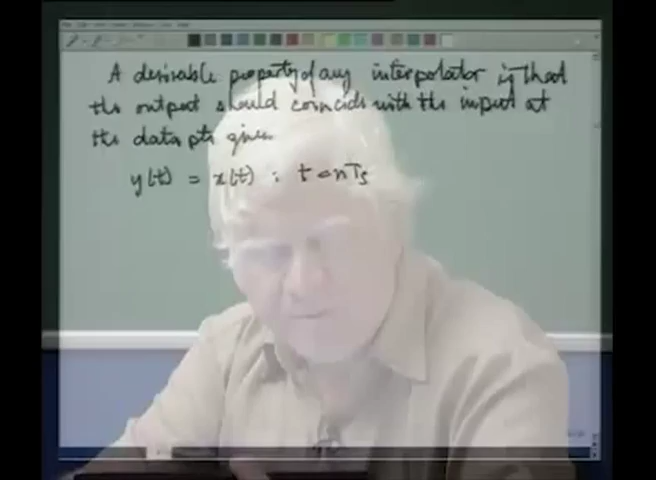 A desirable property of any interpolator is that
the output should coincide with the input at
the data pts given
y(t) = x(t) : t = nTs